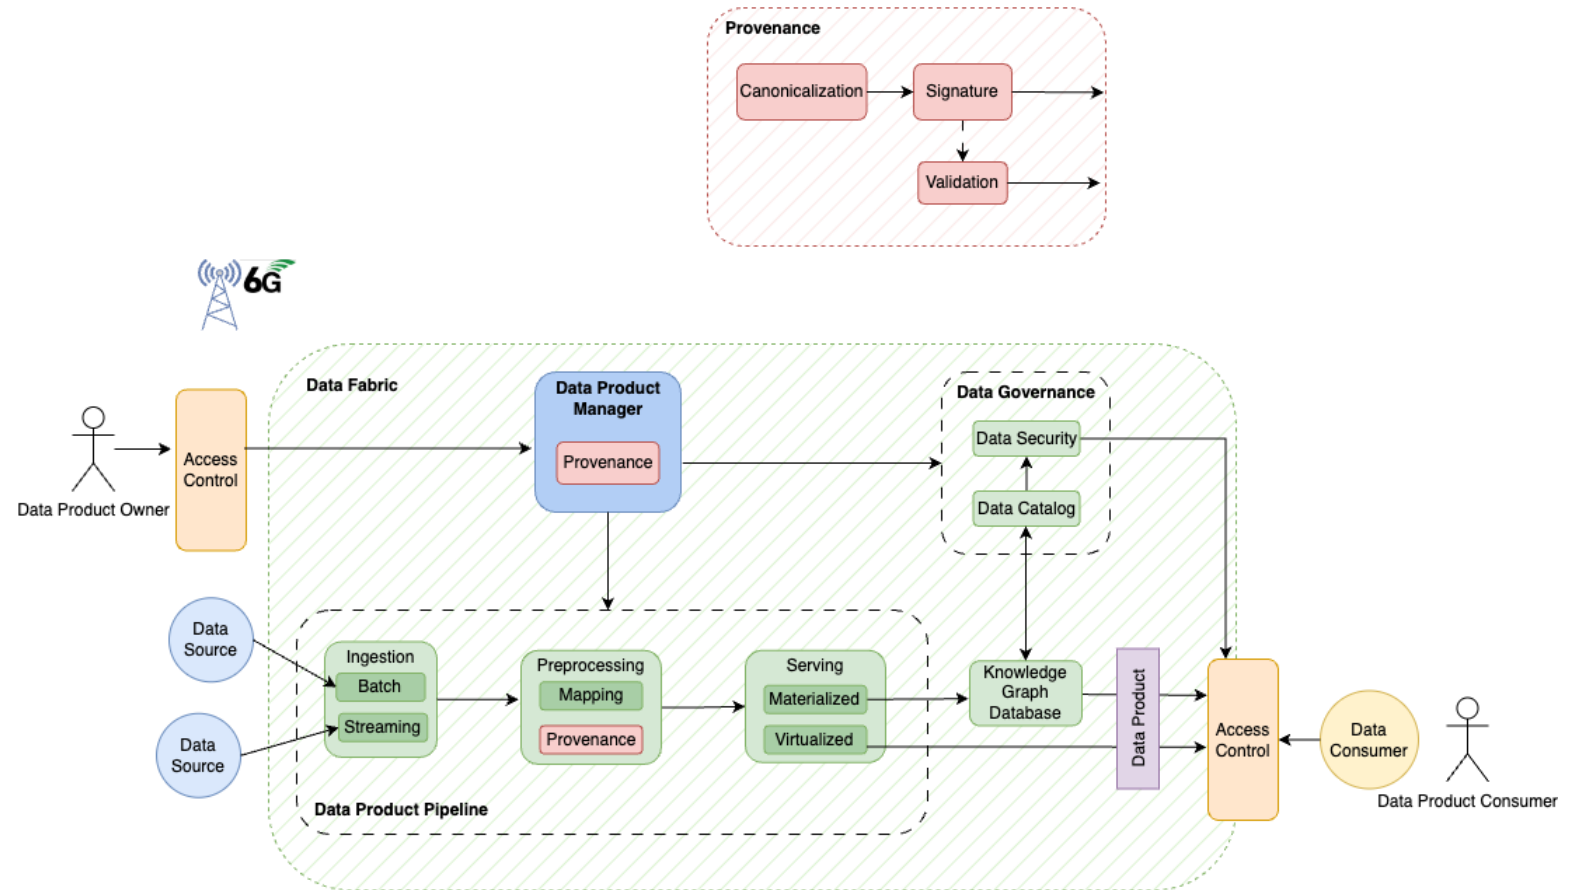 Provenance
Canonicalization
Signature
Validation
6G
Data Fabric
Data Product
Manager
Provenance
Data Governance
Data Security
Data Catalog
Access
Control
Data Product Owner
Data
Source
Data
Source
Ingestion
Batch
Streaming
Preprocessing
Mapping
Provenance
Serving
Materialized
Virtualized
Data Product Pipeline
Knowledge
Graph
Database
Data Product
Access
Control
Data
Consumer
Data Product Consumer